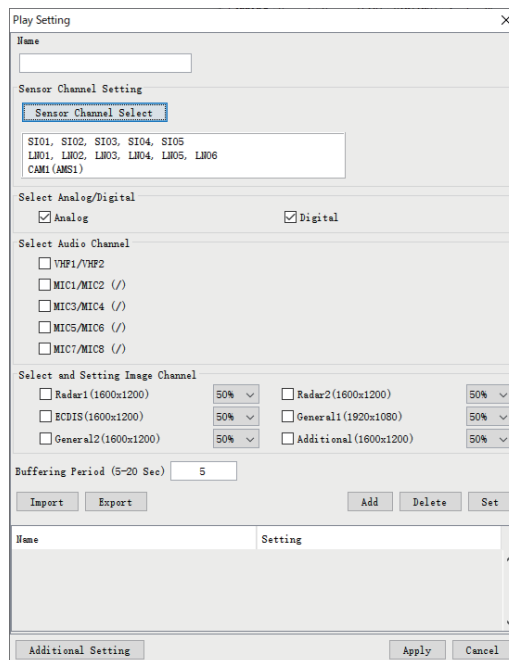 Play Setting
Name
Sensor Channel Setting
Sensor Channel Select
SI01, SI02, SI03, SI04, SI05
LN01, LN02, LN03, LN04, LN05, LN06
CAM1(AMS1)
Select Analog/Digital
Analog Digital
Select Audio Channel
VHF1/VHF2
MIC1/MIC2 (/)
MIC3/MIC4 (/)
MIC5/MIC6 (/)
MIC7/MIC8 (/)
Select and Setting Image Channel
Radar1(1600x1200) 50% Radar2(1600x1200) 50%
ECDIS(1600x1200) 50% General1(1920x1080) 50%
General2(1600x1200) 50% Additional(1600x1200) 50%
Buffering Period (5-20 Sec) 5
Import Export Add Delete Set
Name Setting
Additional Setting Apply Cancel